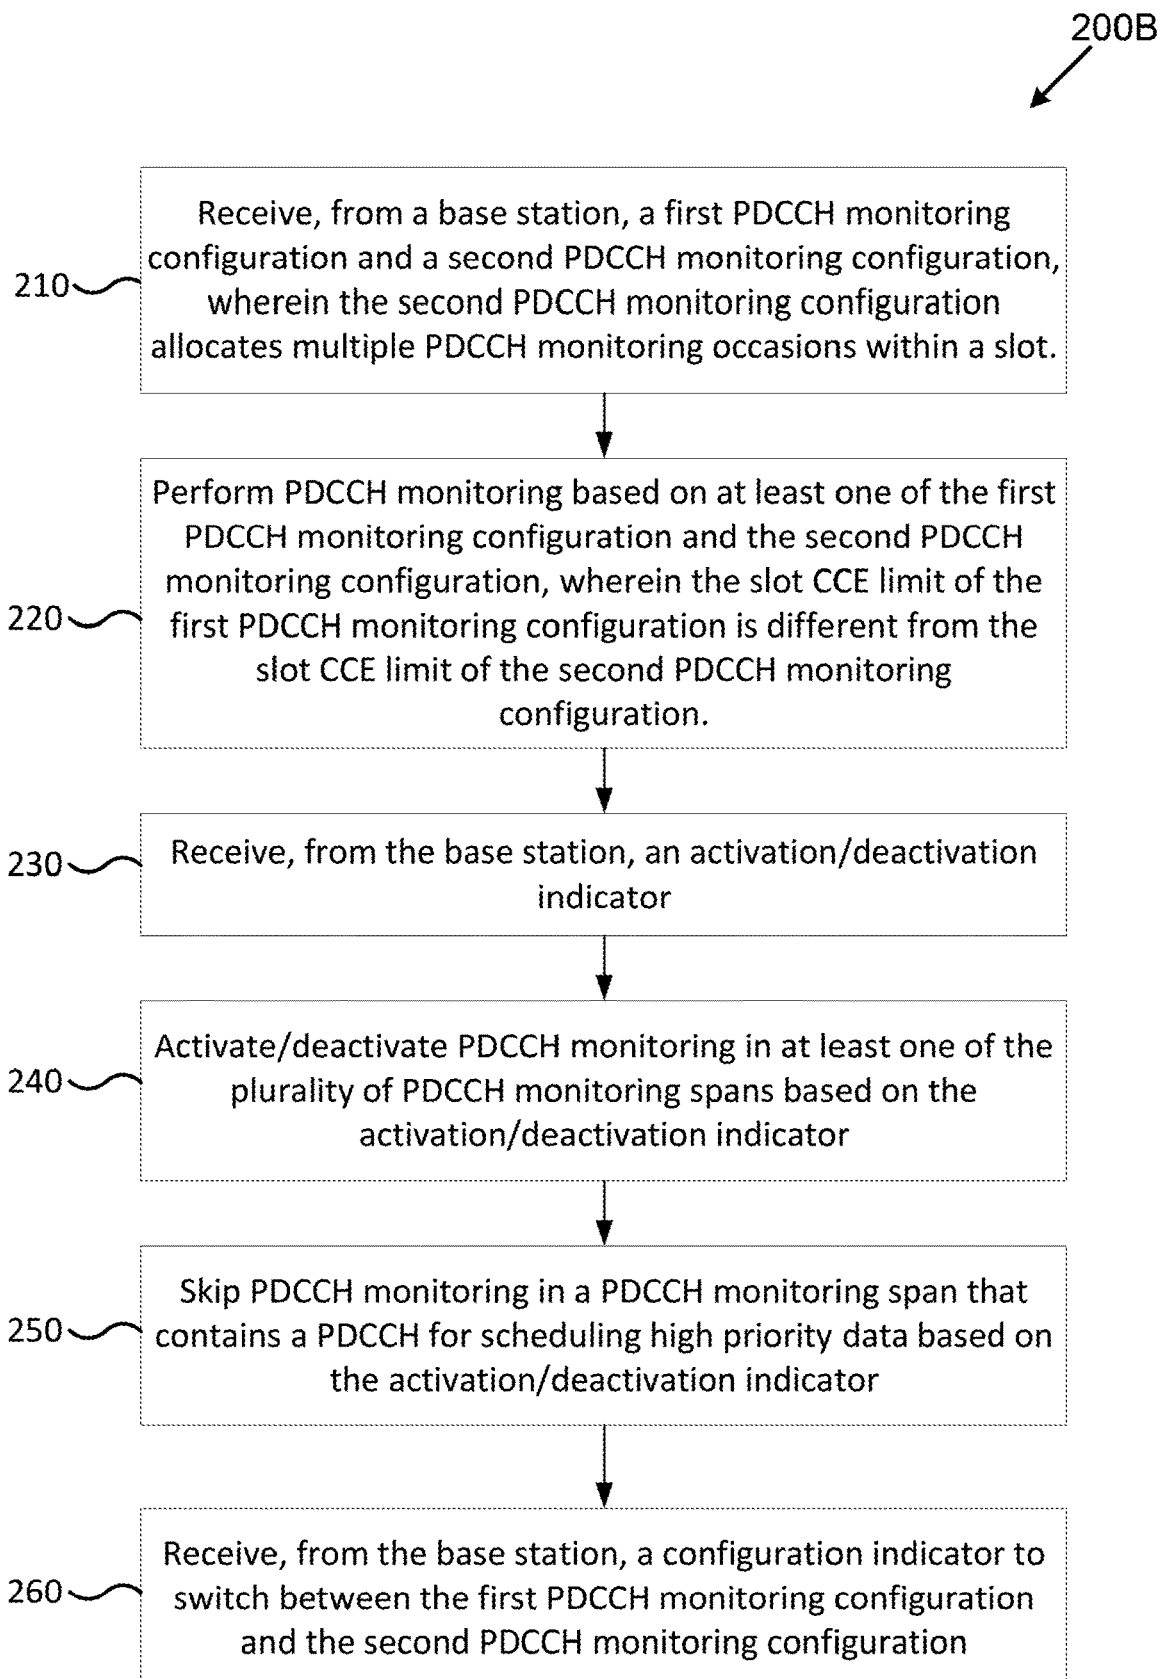 200B
Receive, from a base station, a first PDCCH monitoring
configuration and a second PDCCH monitoring configuration,
wherein the second PDCCH monitoring configuration
allocates multiple PDCCH monitoring occasions within a slot.
210
Perform PDCCH monitoring based on at least one of the first
PDCCH monitoring configuration and the second PDCCH
monitoring configuration, wherein the slot CCE limit of the
first PDCCH monitoring configuration is different from the
slot CCE limit of the second PDCCH monitoring
configuration.
220
Receive, from the base station, an activation/deactivation
indicator
230
Activate/deactivate PDCCH monitoring in at least one of the
plurality of PDCCH monitoring spans based on the
activation/deactivation indicator
240
Skip PDCCH monitoring in a PDCCH monitoring span that
contains a PDCCH for scheduling high priority data based on
the activation/deactivation indicator
250
Receive, from the base station, a configuration indicator to
switch between the first PDCCH monitoring configuration
and the second PDCCH monitoring configuration
260